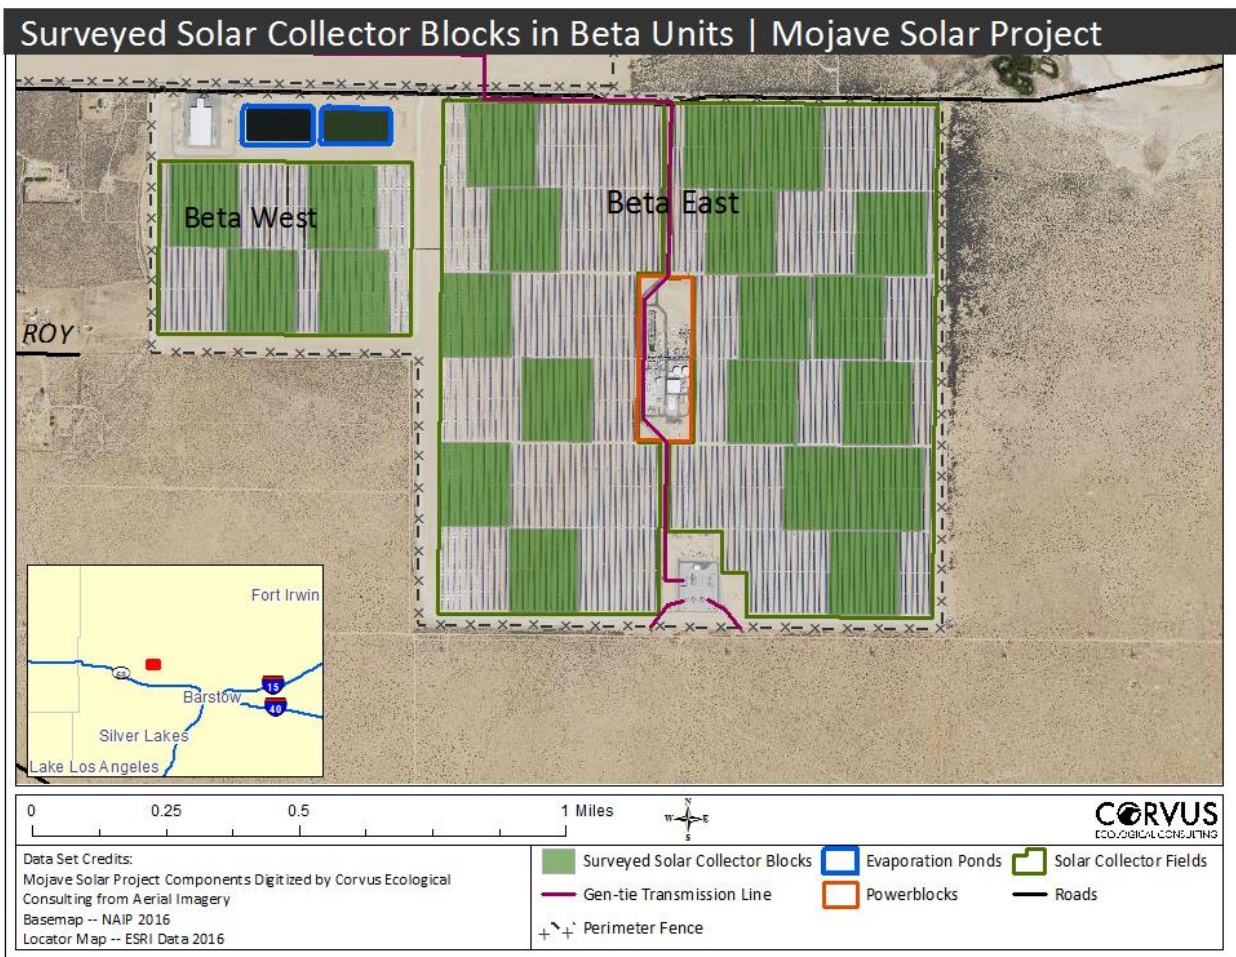 Surveyed Solar Collector Blocks in Beta Units | Mojave Solar Project
Beta West
Beta East
ROY
Fort Irwin
58
15
Barstow
40
Silver Lakes
Lake Los Angeles
0 0.25 0.5 1 Miles
N
W E
S
CORVUS
ECOLOGICAL CONSULTING
Data Set Credits:
Mojave Solar Project Components Digitized by Corvus Ecological
Consulting from Aerial Imagery
Basemap -- NAIP 2016
Locator Map -- ESRI Data 2016
Surveyed Solar Collector Blocks
Evaporation Ponds
Solar Collector Fields
Gen-tie Transmission Line
Powerblocks
Roads
Perimeter Fence